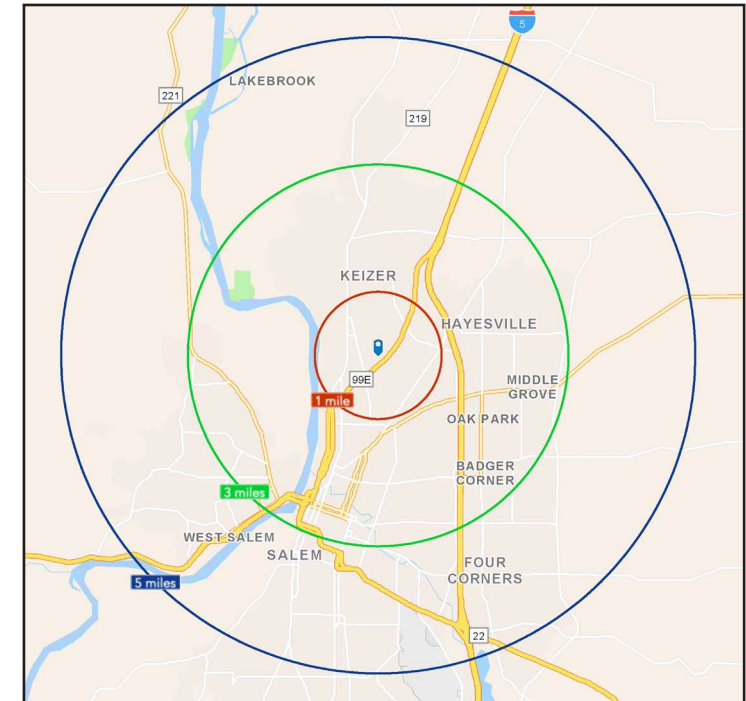 5
LAKEBROOK
221
219
KEIZER
HAYESVILLE
99E
MIDDLE
GROVE
1 mile
OAK PARK
BADGER
CORNER
3 miles
WEST SALEM
SALEM
FOUR
CORNERS
5 miles
22